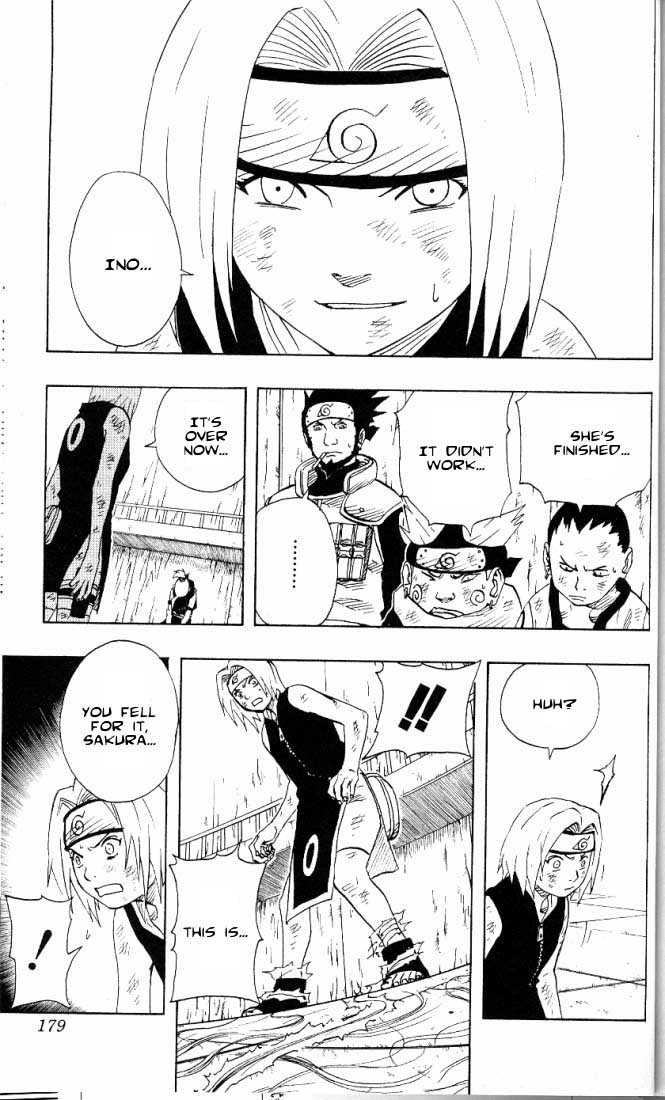 INO...
SHE'S
FINISHED...
IT DIDN'T
WORK...
........
IT'S
OVER
NOW...
HUH?
!!
THIS IS...
YOU FELL
FOR IT,
SAKURA...
!
179